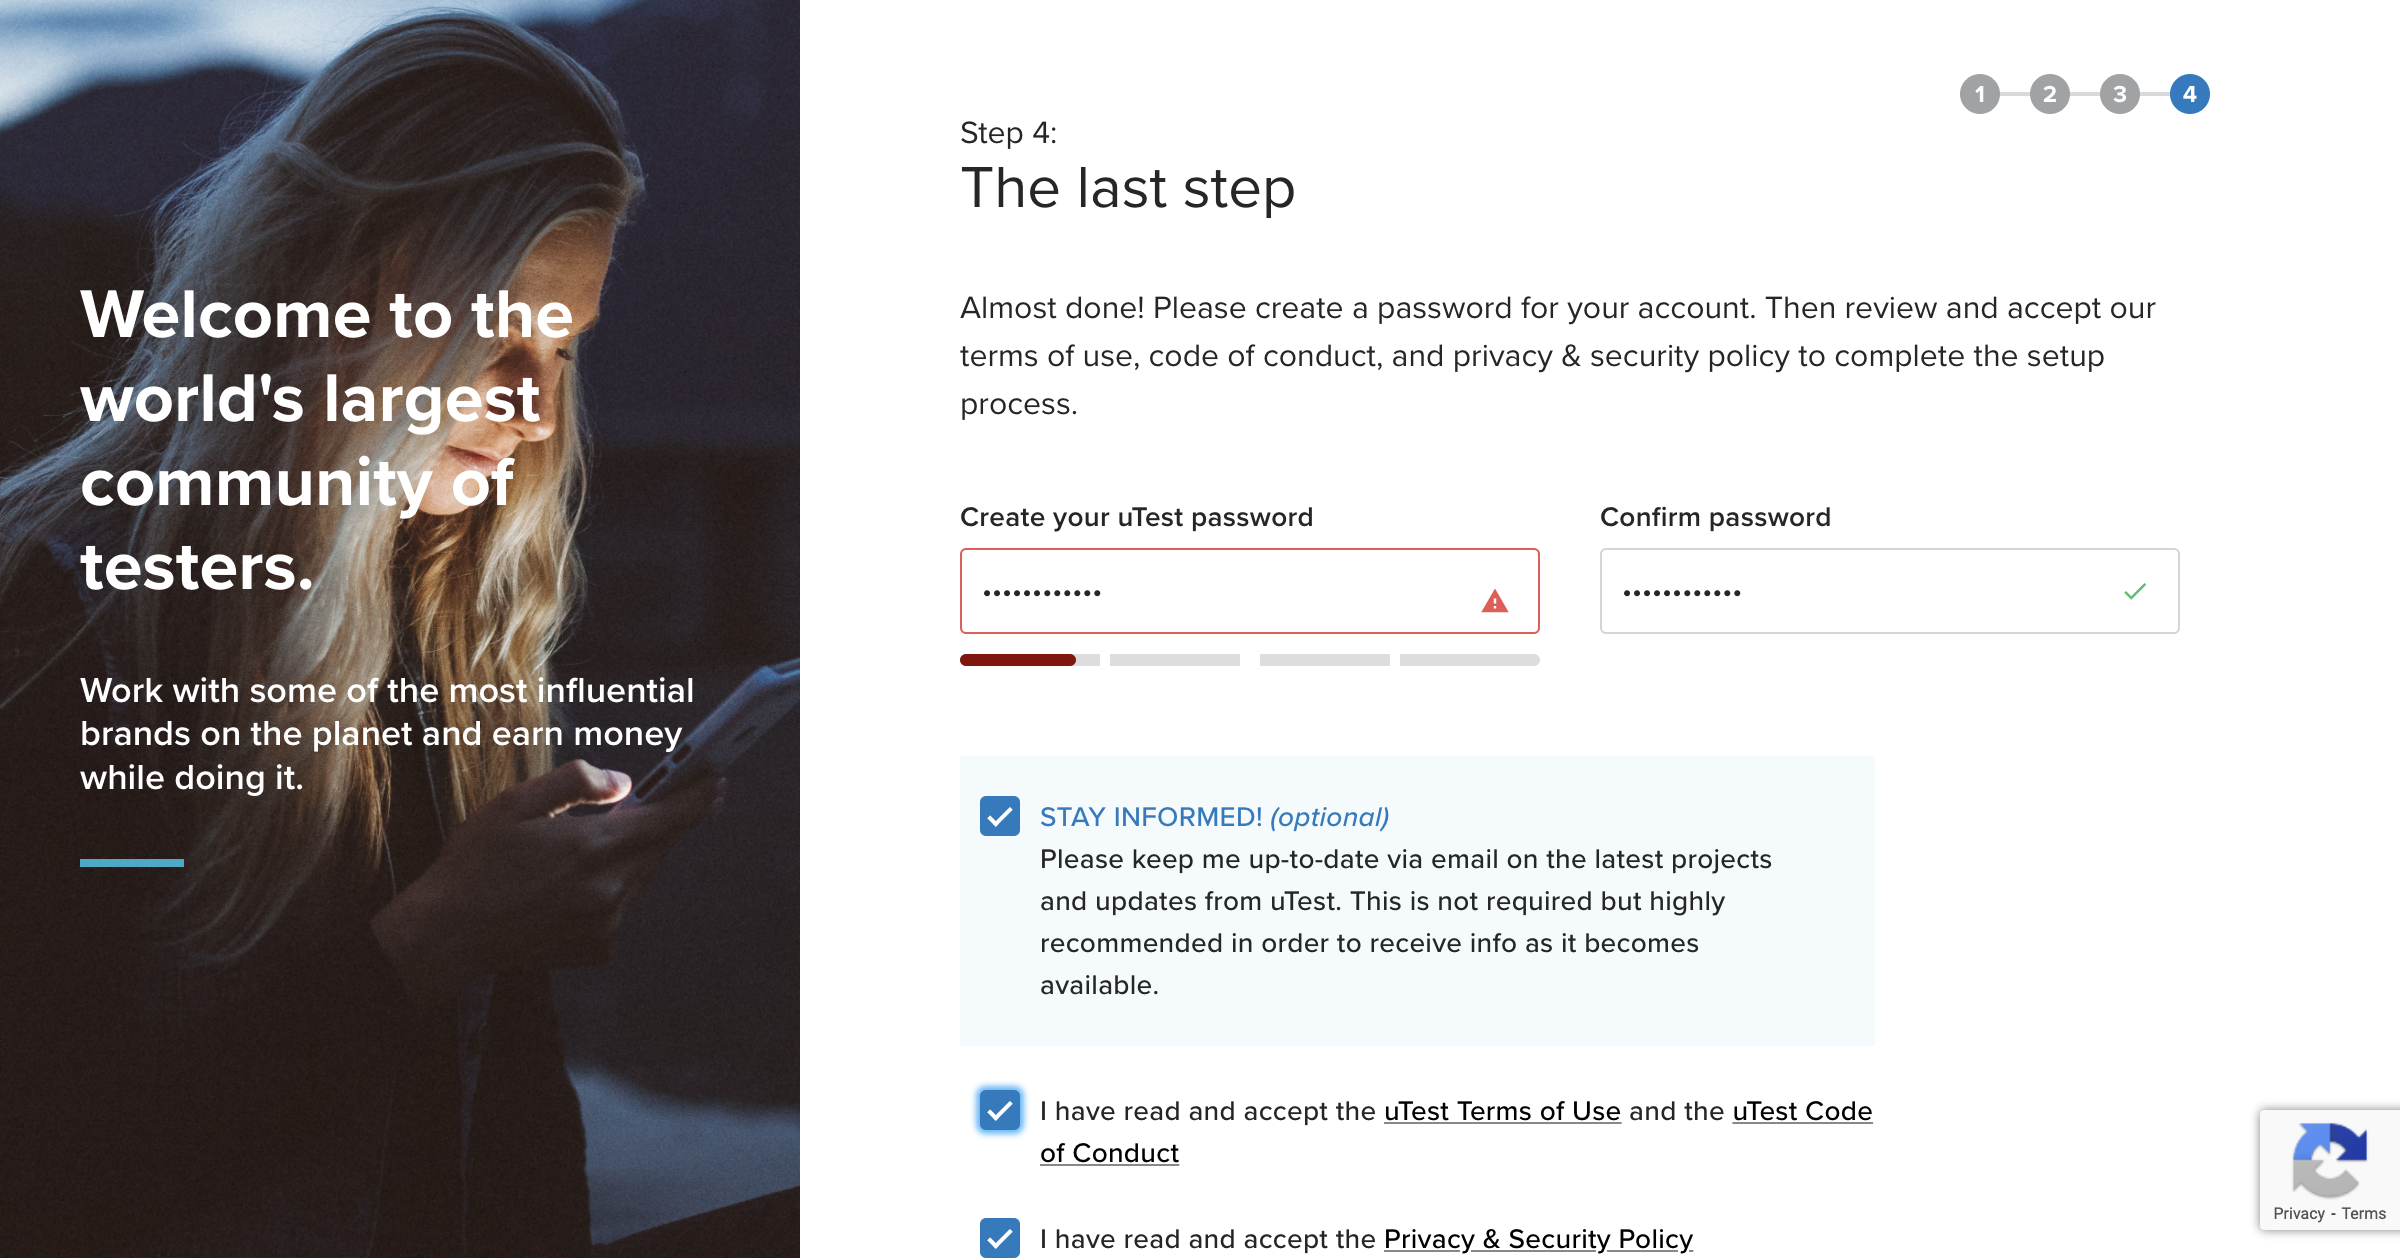 Welcome to the
world's largest
community of
testers.
Work with some of the most influential
brands on the planet and earn money
while doing it.
1 2 3 4
Step 4:
The last step
Almost done! Please create a password for your account. Then review and accept our
terms of use, code of conduct, and privacy & security policy to complete the setup
process.
Create your uTest password
••••••••••••
Confirm password
••••••••••••
STAY INFORMED! (optional)
Please keep me up-to-date via email on the latest projects
and updates from uTest. This is not required but highly
recommended in order to receive info as it becomes
available.
I have read and accept the uTest Terms of Use and the uTest Code
of Conduct
I have read and accept the Privacy & Security Policy
Privacy - Terms